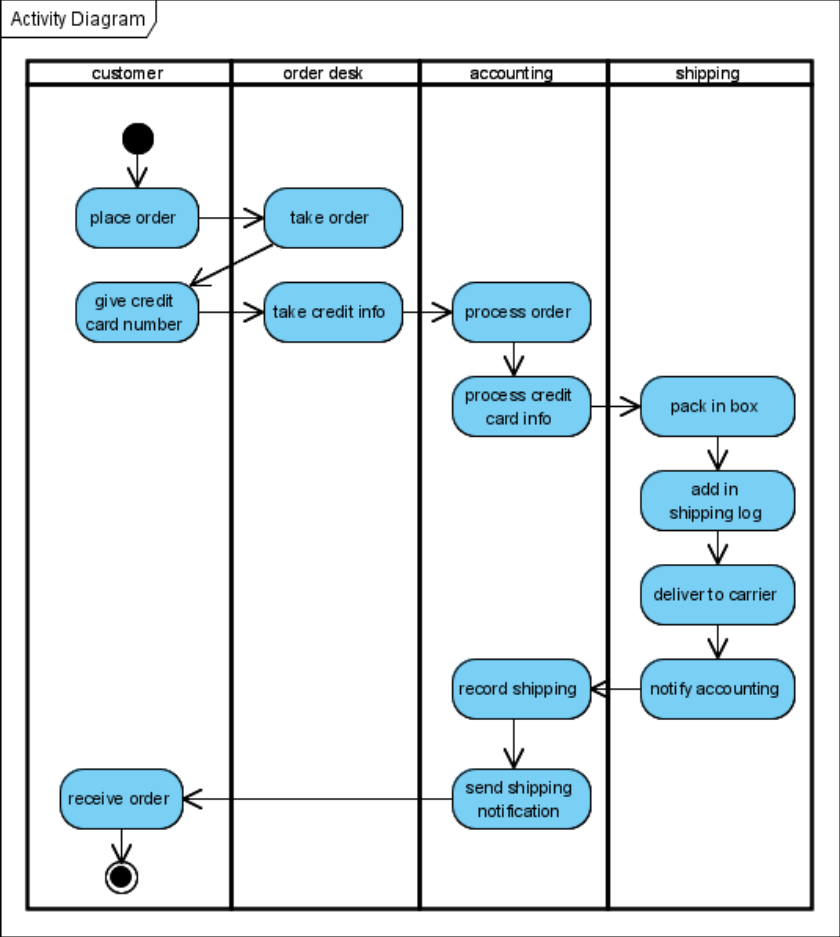 Activity Diagram
customer
order desk
accounting
shipping
place order
take order
give credit
card number
take credit info
process order
process credit
card info
pack in box
add in
shipping log
deliver to carrier
record shipping
notify accounting
receive order
send shipping
notification